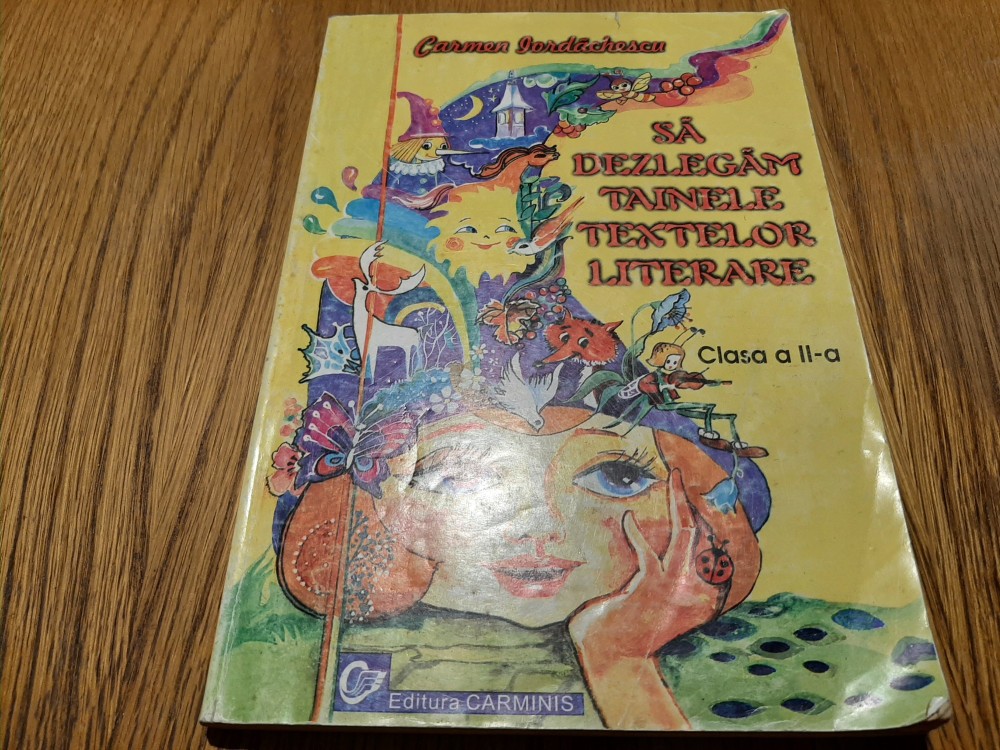 Carmen Iordăchescu
SĂ
DEZLEGĂM
TAINELE
TEXTELOR
LITERARE
Clasa a II-a
Editura CARMINIS